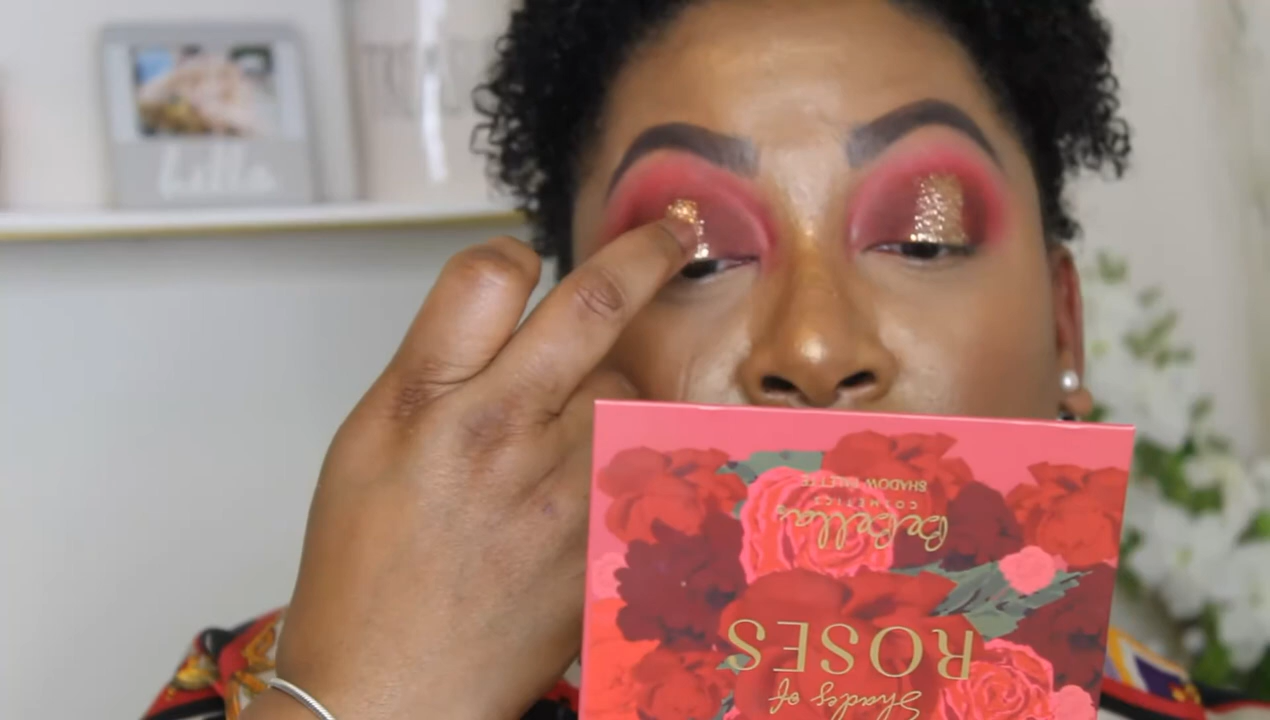 hello
Shades of
ROSES
BeBella
COSMETICS
SHADOW PALETTE